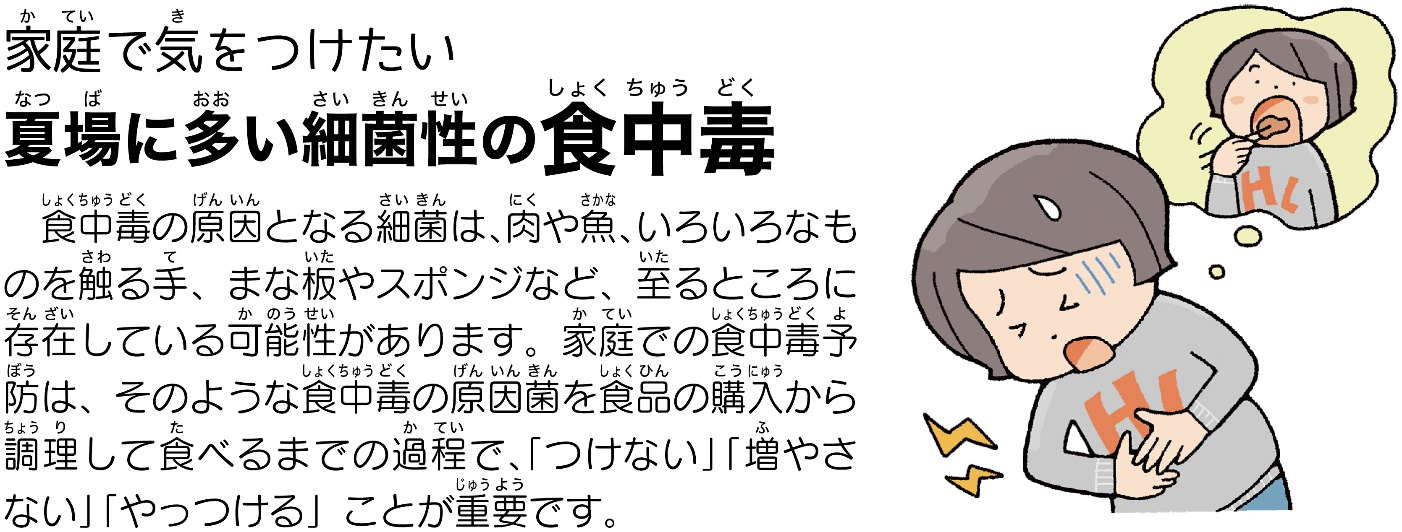 家庭で気をつけたい
夏場に多い細菌性の食中毒
食中毒の原因となる細菌は、肉や魚、いろいろなも
のを触る手、まな板やスポンジなど、至るところに
存在している可能性があります。家庭での食中毒予
防は、そのような食中毒の原因菌を食品の購入から
調理して食べるまでの過程で、「つけない」「増やさ
ない」「やっつける」ことが重要です。
HL
HL